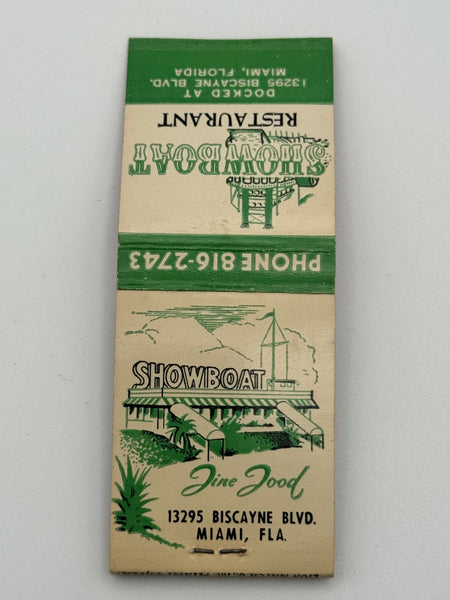 PHONE 816-2743
SHOWBOAT
RESTAURANT
DOCKED AT
13295 BISCAYNE BLVD.
MIAMI, FLORIDA
SHOWBOAT
Fine Food
13295 BISCAYNE BLVD.
MIAMI, FLA.